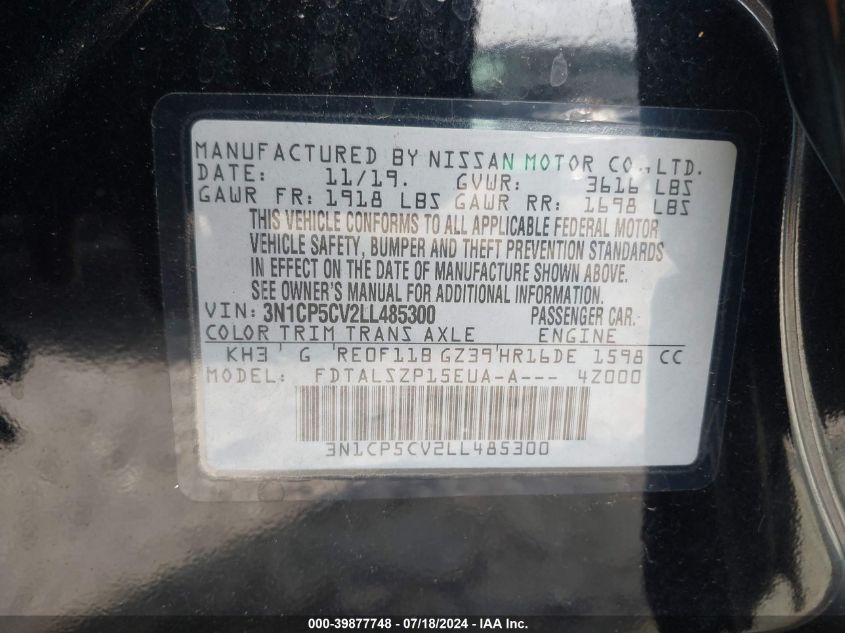 MANUFACTURED BY NISSAN MOTOR CO., LTD.
DATE: 11/19. GVWR: 3616 LBS
GAWR FR: 1918 LBS GAWR RR: 1698 LBS
THIS VEHICLE CONFORMS TO ALL APPLICABLE FEDERAL MOTOR
VEHICLE SAFETY, BUMPER AND THEFT PREVENTION STANDARDS
IN EFFECT ON THE DATE OF MANUFACTURE SHOWN ABOVE.
SEE OWNER'S MANUAL FOR ADDITIONAL INFORMATION.
VIN: 3N1CP5CV2LL485300 PASSENGER CAR.
COLOR TRIM TRANS AXLE ENGINE
KH3 G RE0F11B GZ39 HR16DE 1598 CC
MODEL: FDTALSZP15EUA-A--- 4Z000
3N1CP5CV2LL485300
000-39877748 - 07/18/2024 - IAA Inc.